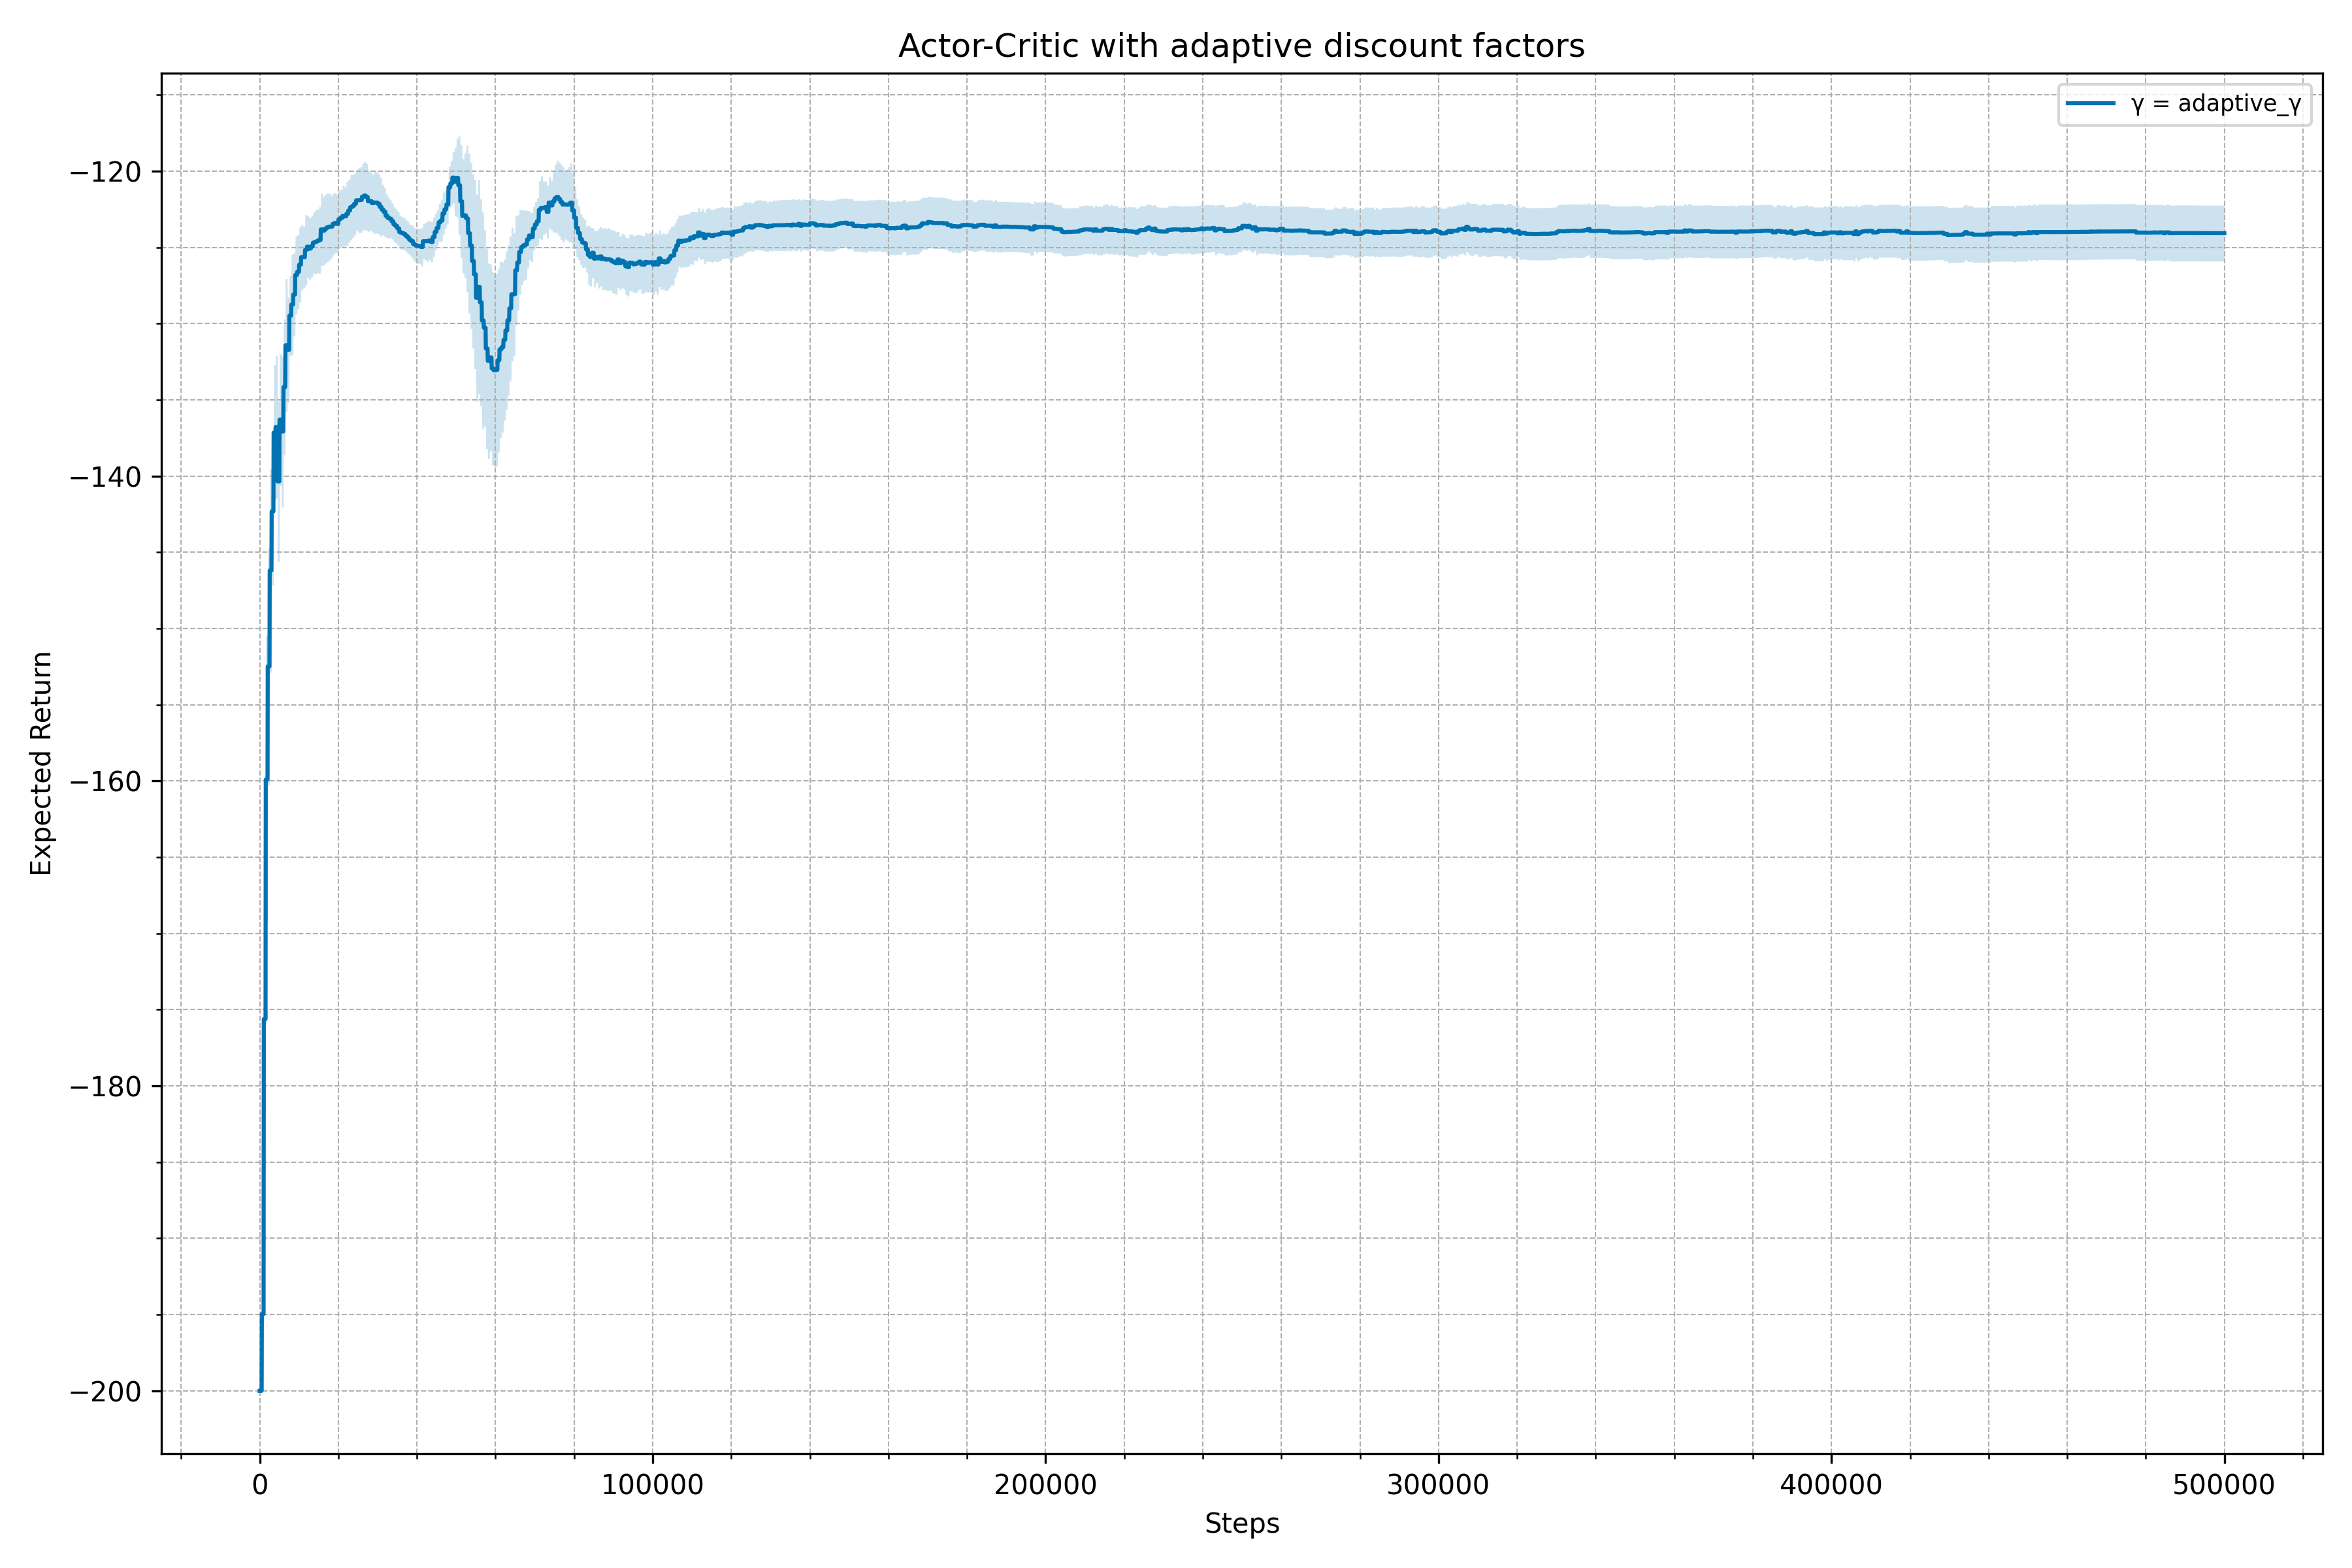 Actor-Critic with adaptive discount factors
γ = adaptive_γ
Expected Return
−120
−140
−160
−180
−200
0
100000
200000
300000
400000
500000
Steps